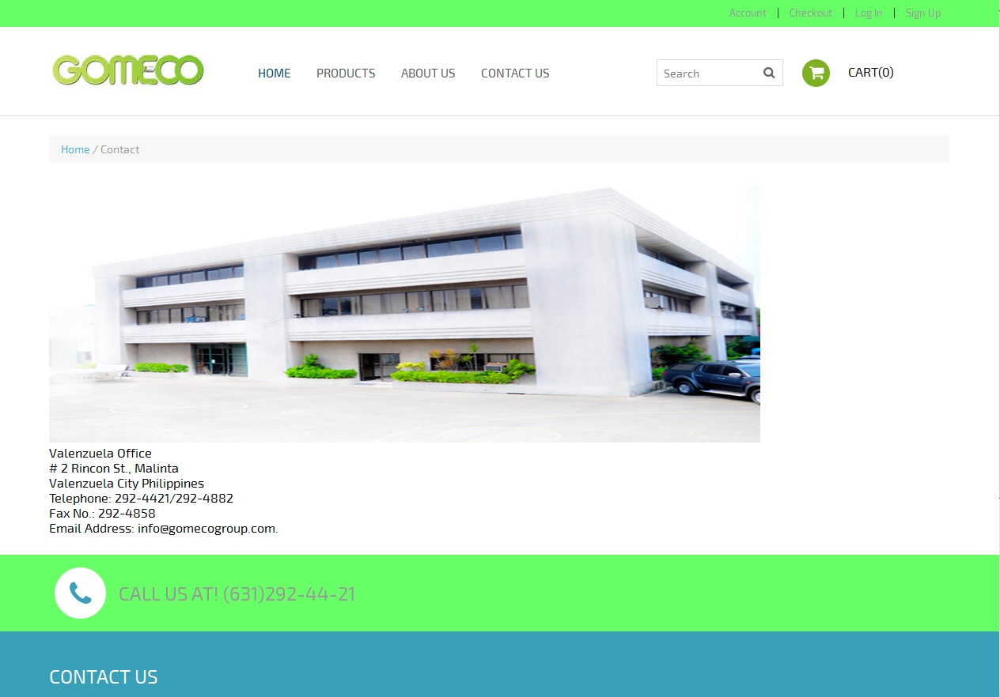 Account | Checkout | Log In | Sign Up
GOMECO
HOME PRODUCTS ABOUT US CONTACT US
Search
CART(0)
Home / Contact
Valenzuela Office
# 2 Rincon St., Malinta
Valenzuela City Philippines
Telephone: 292-4421/292-4882
Fax No.: 292-4858
Email Address: info@gomecogroup.com.
CALL US AT! (631)292-44-21
CONTACT US